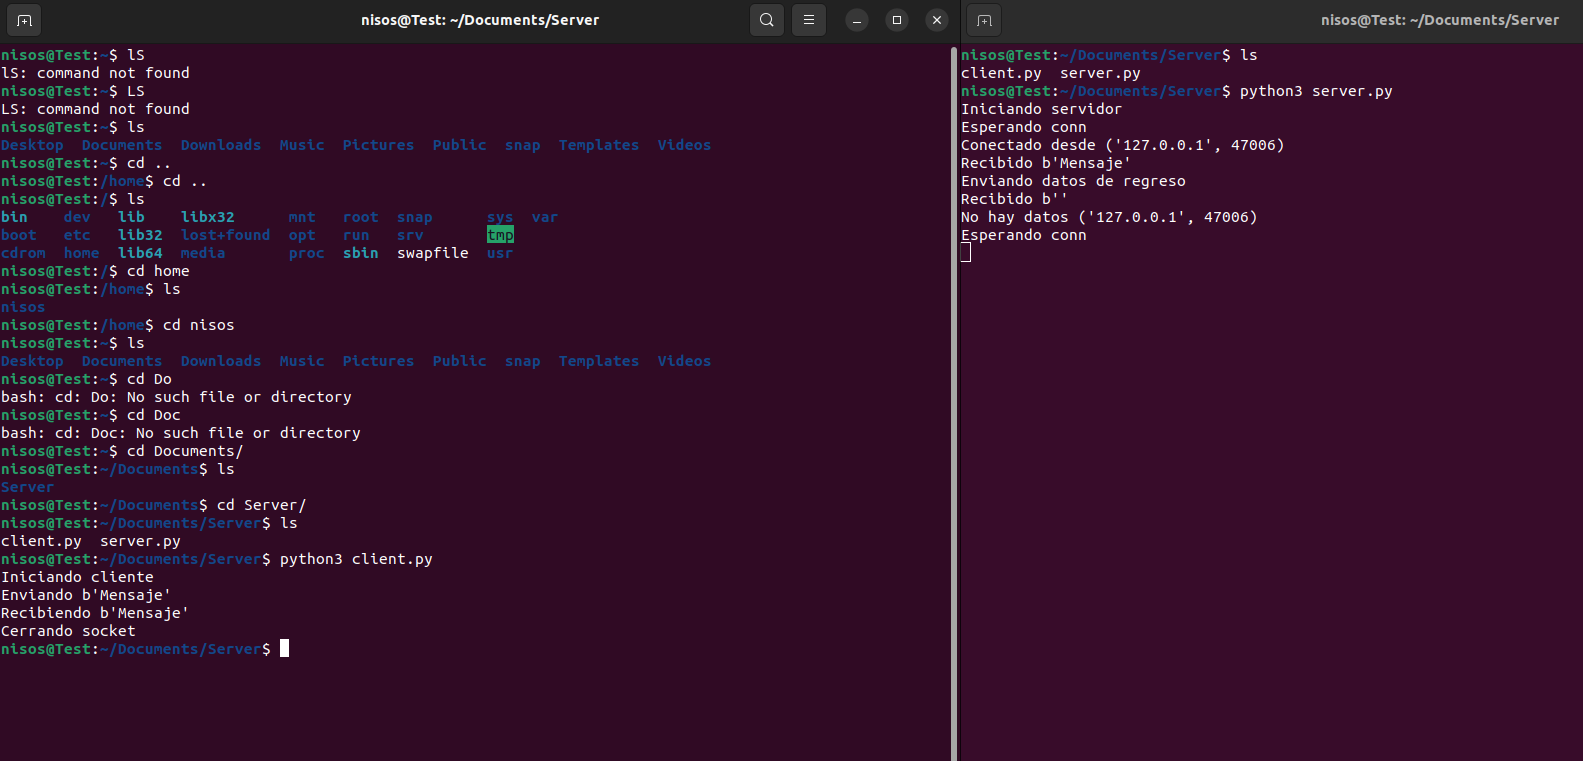 nisos@Test: ~/Documents/Server
nisos@Test:~$ lS
lS: command not found
nisos@Test:~$ LS
LS: command not found
nisos@Test:~$ ls
Desktop  Documents  Downloads  Music  Pictures  Public  snap  Templates  Videos
nisos@Test:~$ cd ..
nisos@Test:/home$ cd ..
nisos@Test:/$ ls
bin    dev   lib    libx32      mnt   root  snap      sys  var
boot   etc   lib32  lost+found  opt   run   srv       tmp
cdrom  home  lib64  media       proc  sbin  swapfile  usr
nisos@Test:/$ cd home
nisos@Test:/home$ ls
nisos
nisos@Test:/home$ cd nisos
nisos@Test:~$ ls
Desktop  Documents  Downloads  Music  Pictures  Public  snap  Templates  Videos
nisos@Test:~$ cd Do
bash: cd: Do: No such file or directory
nisos@Test:~$ cd Doc
bash: cd: Doc: No such file or directory
nisos@Test:~$ cd Documents/
nisos@Test:~/Documents$ ls
Server
nisos@Test:~/Documents$ cd Server/
nisos@Test:~/Documents/Server$ ls
client.py  server.py
nisos@Test:~/Documents/Server$ python3 client.py
Iniciando cliente
Enviando b'Mensaje'
Recibiendo b'Mensaje'
Cerrando socket
nisos@Test:~/Documents/Server$
nisos@Test: ~/Documents/Server
nisos@Test:~/Documents/Server$ ls
client.py  server.py
nisos@Test:~/Documents/Server$ python3 server.py
Iniciando servidor
Esperando conn
Conectado desde ('127.0.0.1', 47006)
Recibido b'Mensaje'
Enviando datos de regreso
Recibido b''
No hay datos ('127.0.0.1', 47006)
Esperando conn